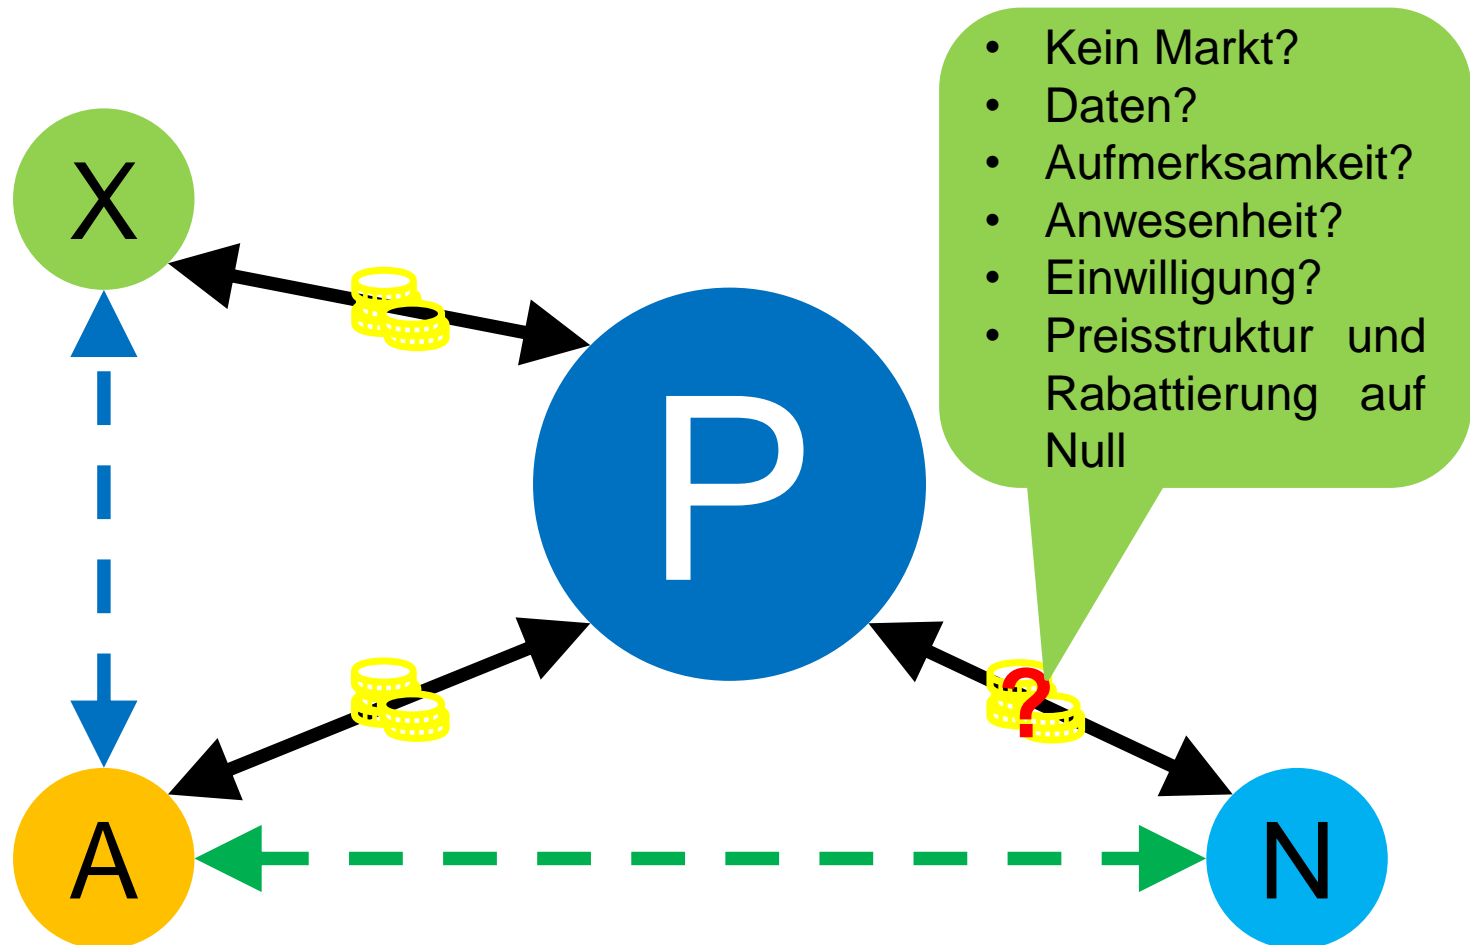 • Kein Markt?
• Daten?
• Aufmerksamkeit?
• Anwesenheit?
• Einwilligung?
• Preisstruktur und
Rabattierung auf
Null
X
P
?
A
N